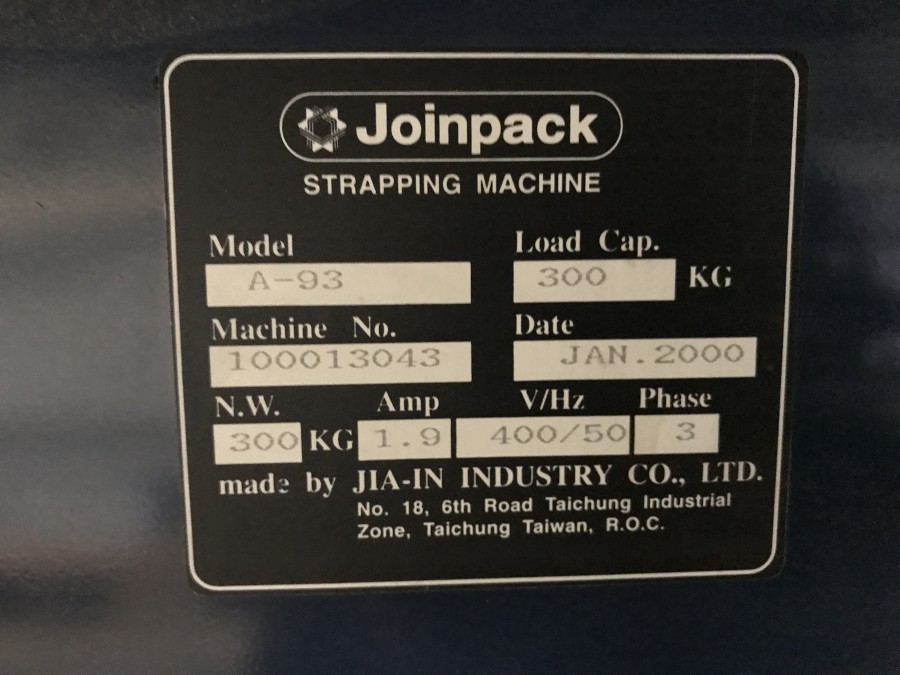 Joinpack
STRAPPING MACHINE
Model Load Cap.
A-93 300 KG
Machine No. Date
100013043 JAN.2000
N.W. Amp V/Hz Phase
300 KG 1.9 400/50 3
made by JIA-IN INDUSTRY CO., LTD.
No. 18, 6th Road Taichung Industrial
Zone, Taichung Taiwan, R.O.C.